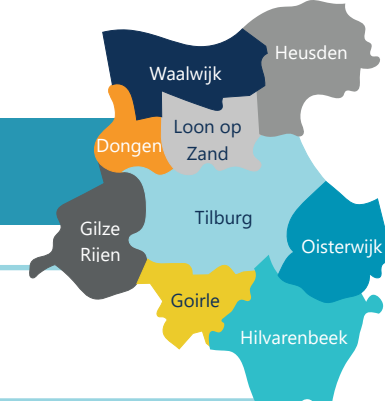 Heusden
Waalwijk
Loon op
Zand
Dongen
Tilburg
Gilze
Rijen
Oisterwijk
Goirle
Hilvarenbeek